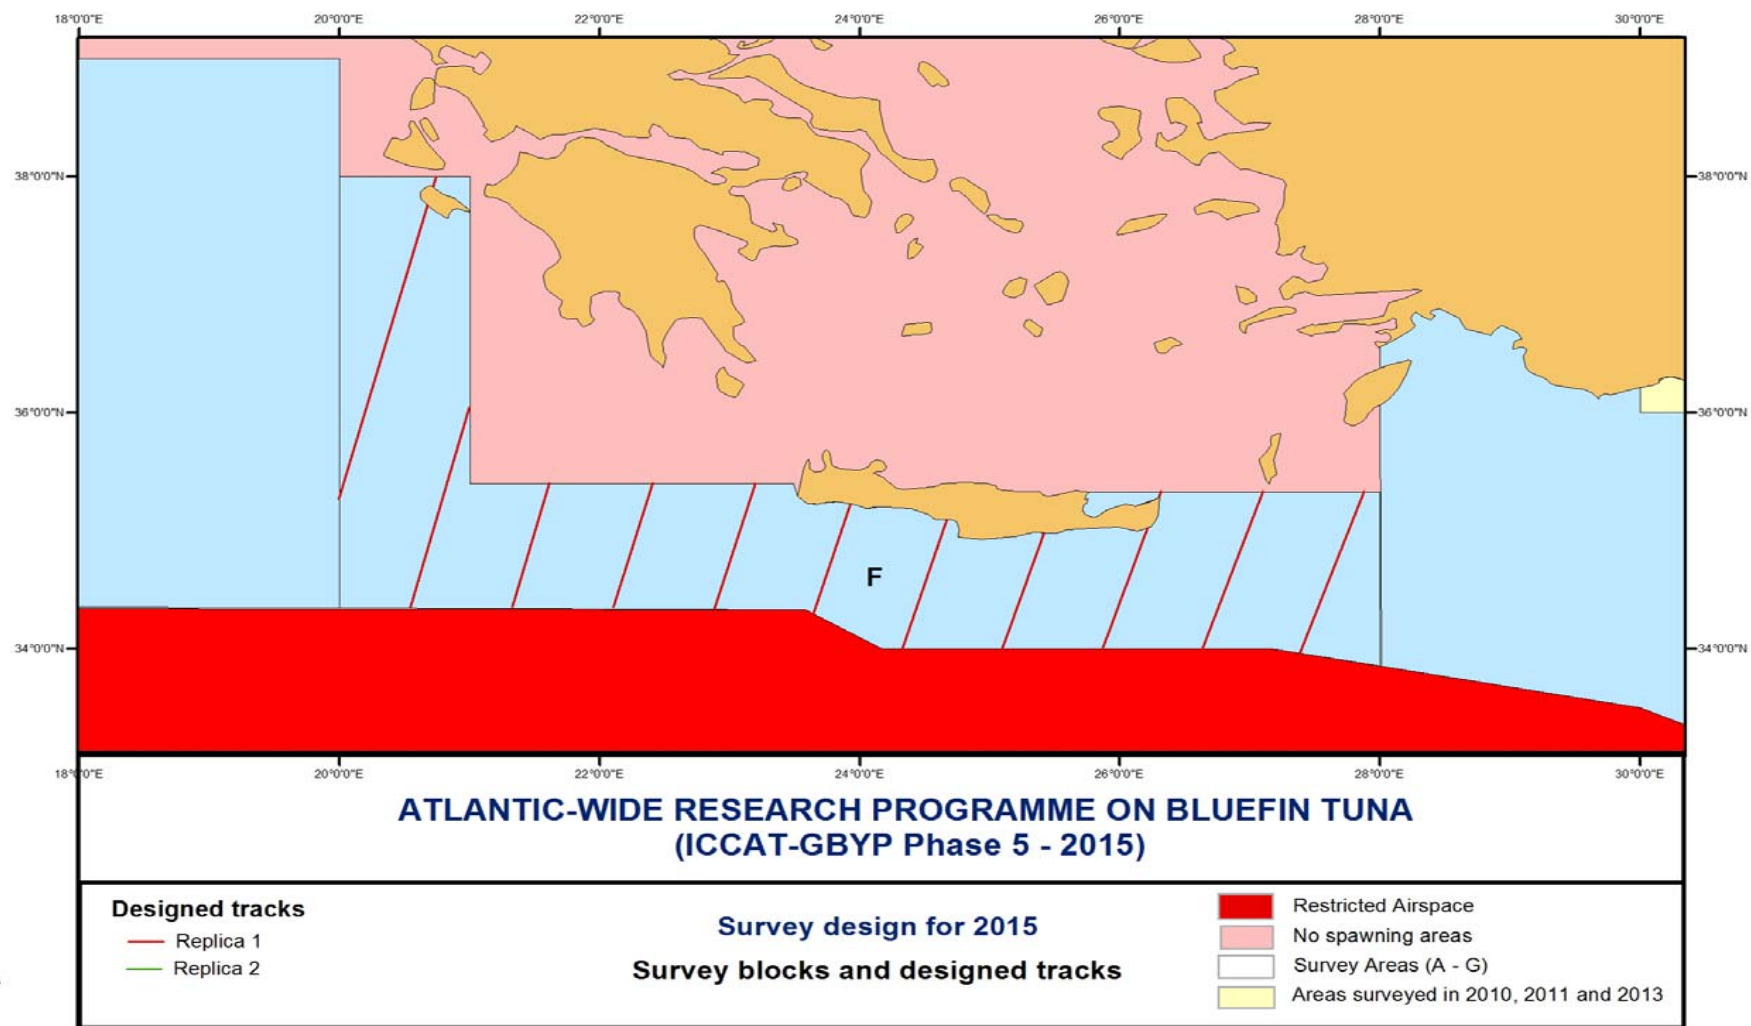 18°0'0"E 20°0'0"E 22°0'0"E 24°0'0"E 26°0'0"E 28°0'0"E 30°0'0"E
38°0'0"N 38°0'0"N
36°0'0"N 36°0'0"N
F
34°0'0"N 34°0'0"N
18°0'0"E 20°0'0"E 22°0'0"E 24°0'0"E 26°0'0"E 28°0'0"E 30°0'0"E
ATLANTIC-WIDE RESEARCH PROGRAMME ON BLUEFIN TUNA
(ICCAT-GBYP Phase 5 - 2015)
Designed tracks
Replica 1
Replica 2
Survey design for 2015
Survey blocks and designed tracks
Restricted Airspace
No spawning areas
Survey Areas (A - G)
Areas surveyed in 2010, 2011 and 2013